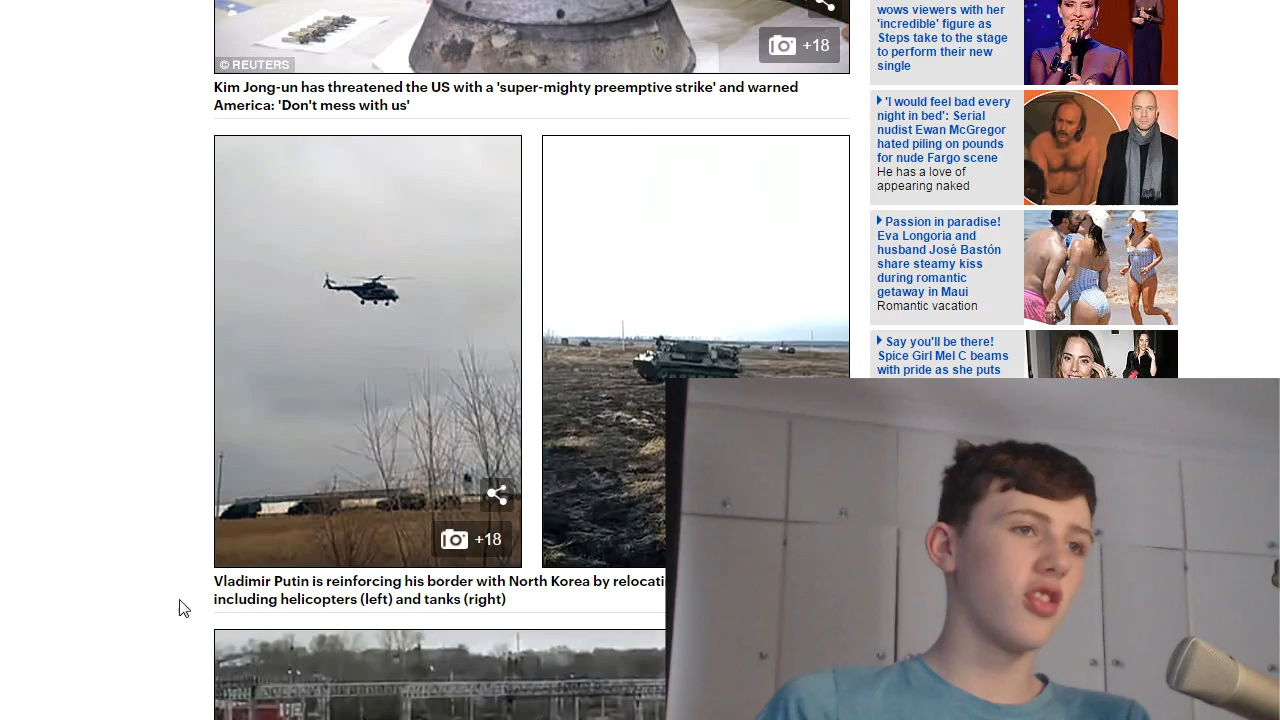 +18
© REUTERS
Kim Jong-un has threatened the US with a 'super-mighty preemptive strike' and warned
America: 'Don't mess with us'
+18
Vladimir Putin is reinforcing his border with North Korea by
including helicopters (left) and tanks (right)
wows viewers with her
'incredible' figure as
Steps take to the stage
to perform their new
single
'I would feel bad every
night in bed': Serial
nudist Ewan McGregor
hated piling on pounds
for nude Fargo scene
He has a love of
appearing naked
Passion in paradise!
Eva Longoria and
husband José Bastón
share steamy kiss
during romantic
getaway in Maui
Romantic vacation
Say you'll be there!
Spice Girl Mel C beams
with pride as she puts